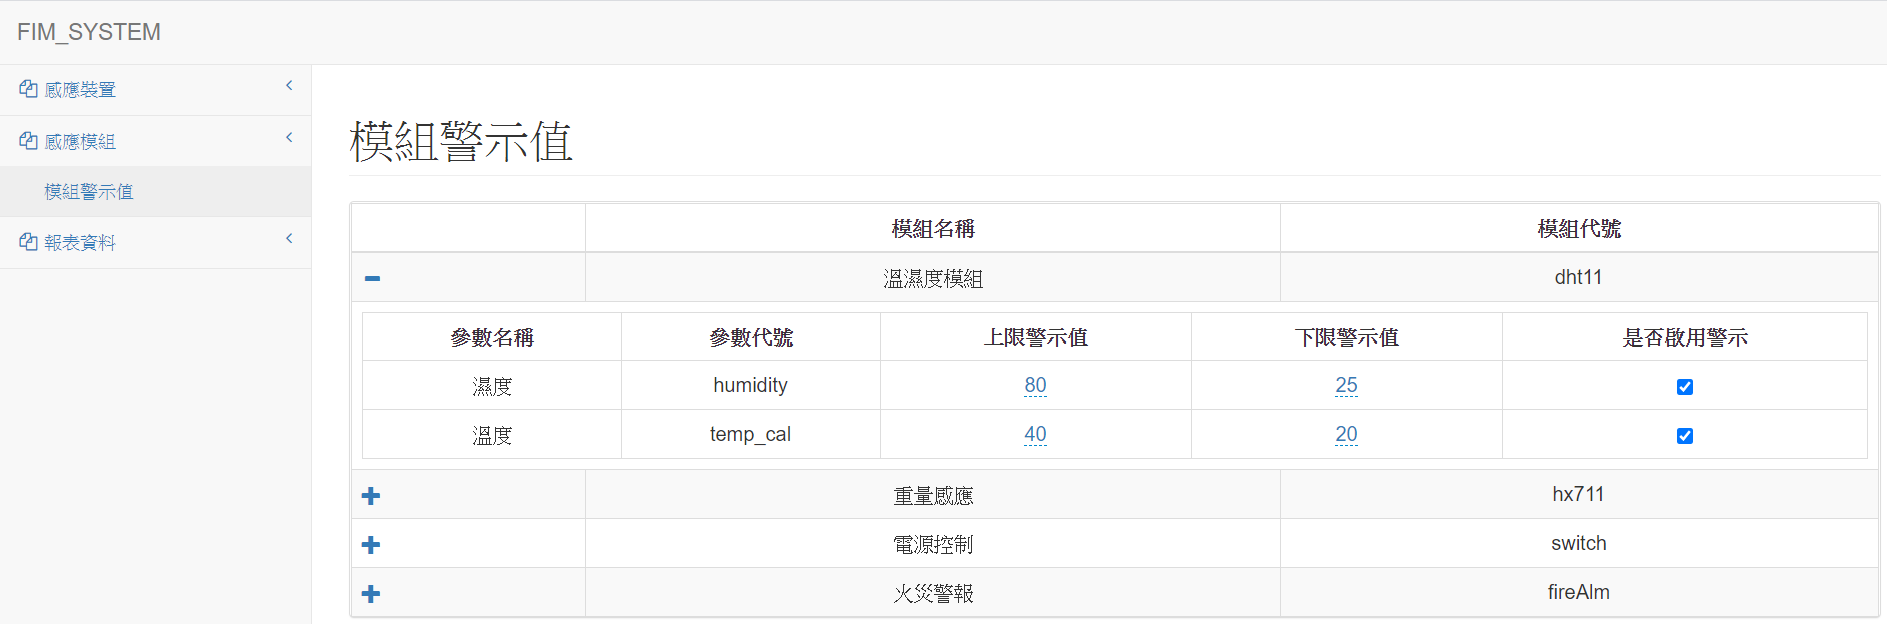 FIM_SYSTEM
感應裝置
感應模組
模組警示值
報表資料
模組警示值
模組名稱 模組代號
溫濕度模組 dht11
參數名稱 參數代號 上限警示值 下限警示值 是否啟用警示
濕度 humidity 80 25
溫度 temp_cal 40 20
重量感應 hx711
電源控制 switch
火災警報 fireAlm